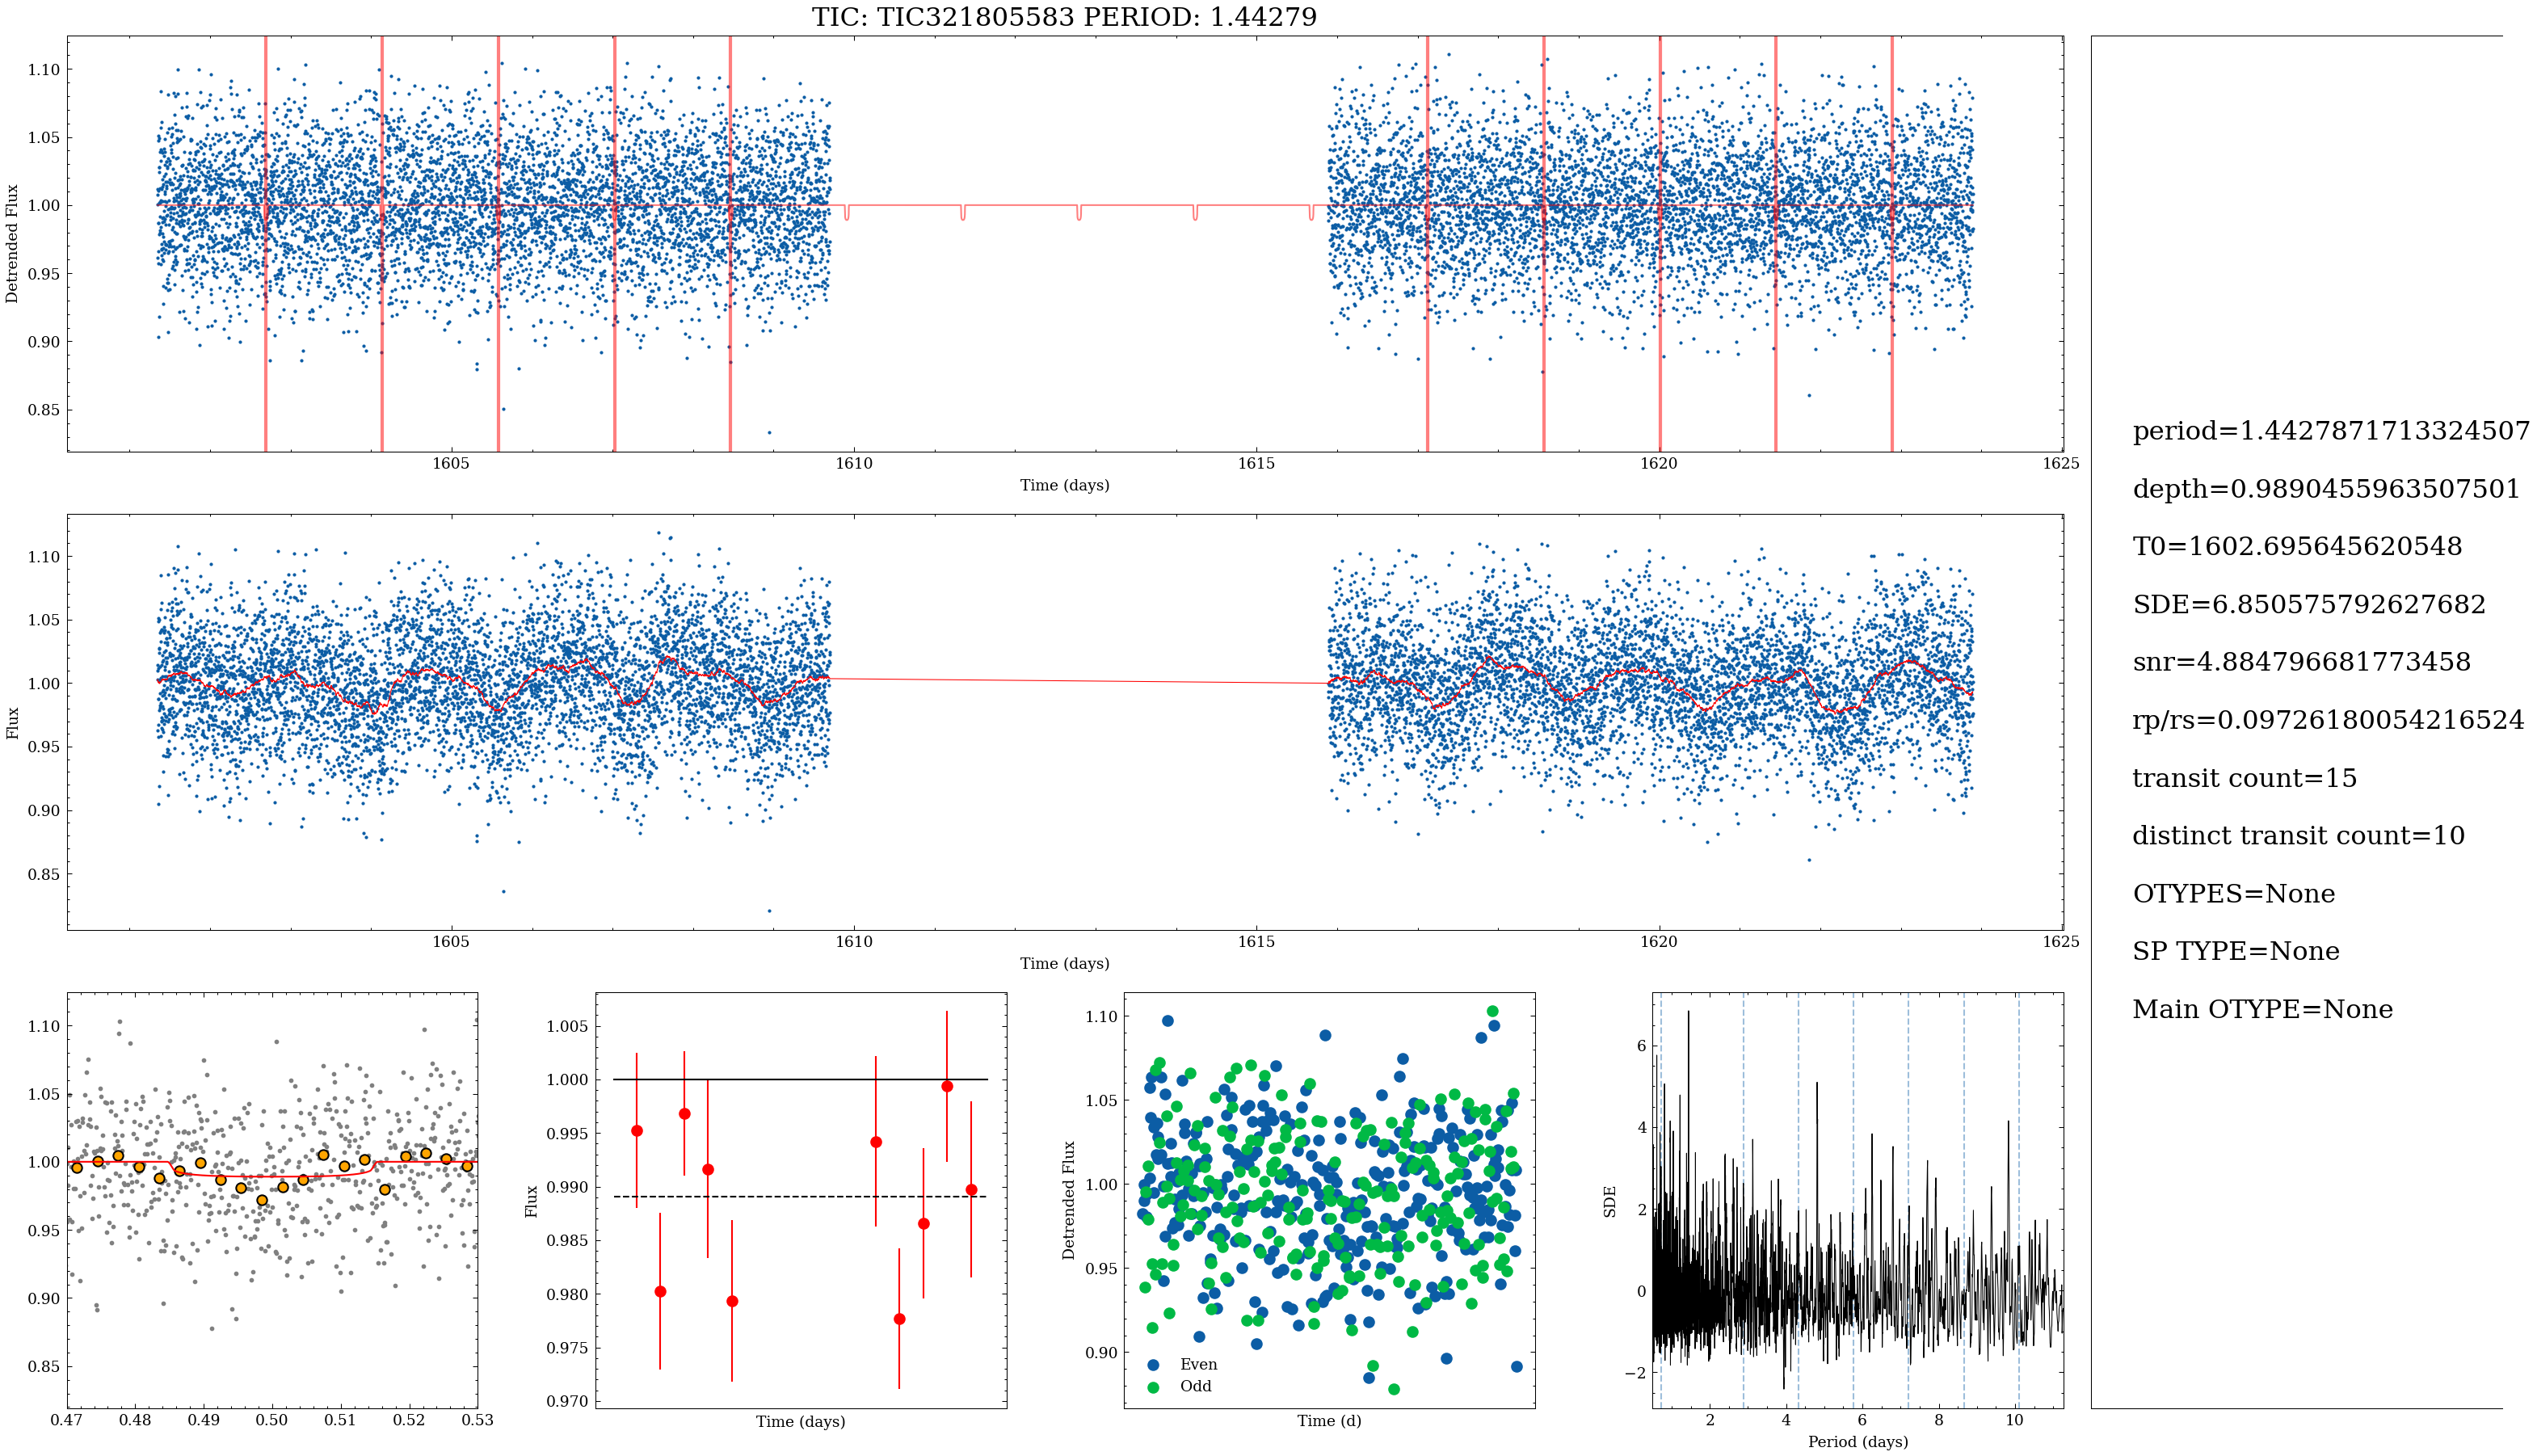 TIC: TIC321805583 PERIOD: 1.44279
1.10
1.05
1.00
0.95
0.90
0.85
Detrended Flux
1605
1610
1615
1620
1625
Time (days)
1.10
1.05
1.00
0.95
0.90
0.85
Flux
1605
1610
1615
1620
1625
Time (days)
period=1.4427871713324507
depth=0.9890455963507501
T0=1602.695645620548
SDE=6.850575792627682
snr=4.884796681773458
rp/rs=0.09726180054216524
transit count=15
distinct transit count=10
OTYPES=None
SP TYPE=None
Main OTYPE=None
1.10
1.05
1.00
0.95
0.90
0.85
0.47
0.48
0.49
0.50
0.51
0.52
0.53
1.005
1.000
0.995
0.990
0.985
0.980
0.975
0.970
Flux
Time (days)
1.10
1.05
1.00
0.95
0.90
Detrended Flux
Even
Odd
Time (d)
6
4
2
0
−2
SDE
2
4
6
8
10
Period (days)